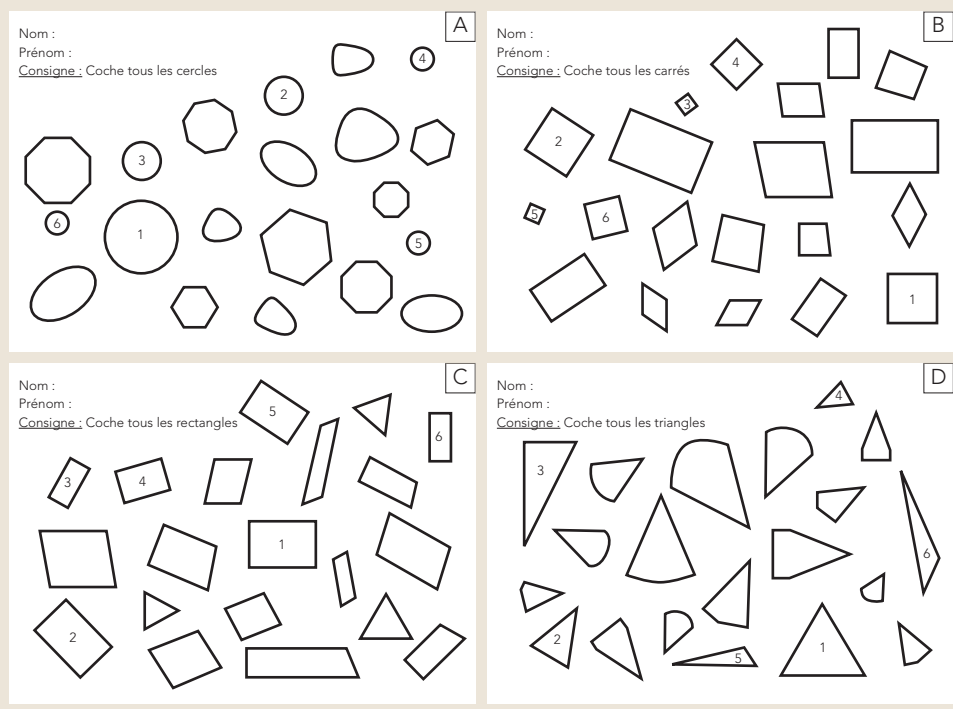 A
Nom :
Prénom :
Consigne : Coche tous les cercles
4
2
3
6
1
5
B
Nom :
Prénom :
Consigne : Coche tous les carrés
4
3
2
5
6
1
C
Nom :
Prénom :
Consigne : Coche tous les rectangles
5
6
3
4
1
2
D
Nom :
Prénom :
Consigne : Coche tous les triangles
4
3
6
2
1
5